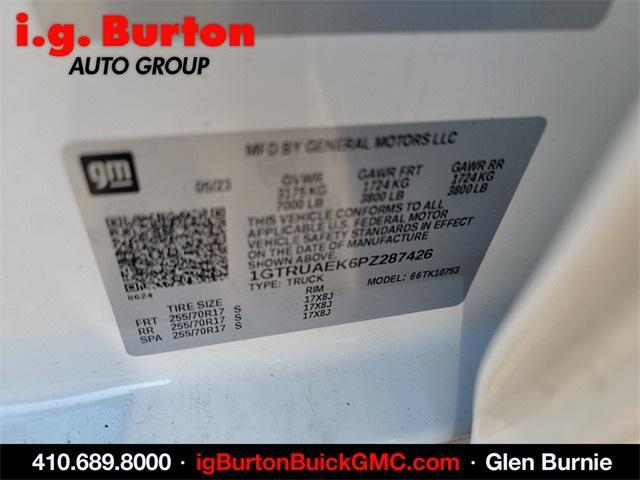 i.g. Burton
AUTO GROUP
MFD BY GENERAL MOTORS LLC
gm
05/23
GVWR
GAWR FRT
GAWR RR
3175 KG
1724 KG
1724 KG
7000 LB
3800 LB
3800 LB
THIS VEHICLE CONFORMS TO ALL
APPLICABLE U.S. FEDERAL MOTOR
VEHICLE SAFETY STANDARDS IN EFFECT
ON THE DATE OF MANUFACTURE
SHOWN ABOVE.
1GTRUAEK6PZ287426
TYPE: TRUCK
MODEL: 66TK10753
8624
TIRE SIZE
RIM
FRT 255/70R17 S 17X8J
RR 255/70R17 S 17X8J
SPA 255/70R17 S 17X8J
410.689.8000 · igBurtonBuickGMC.com · Glen Burnie